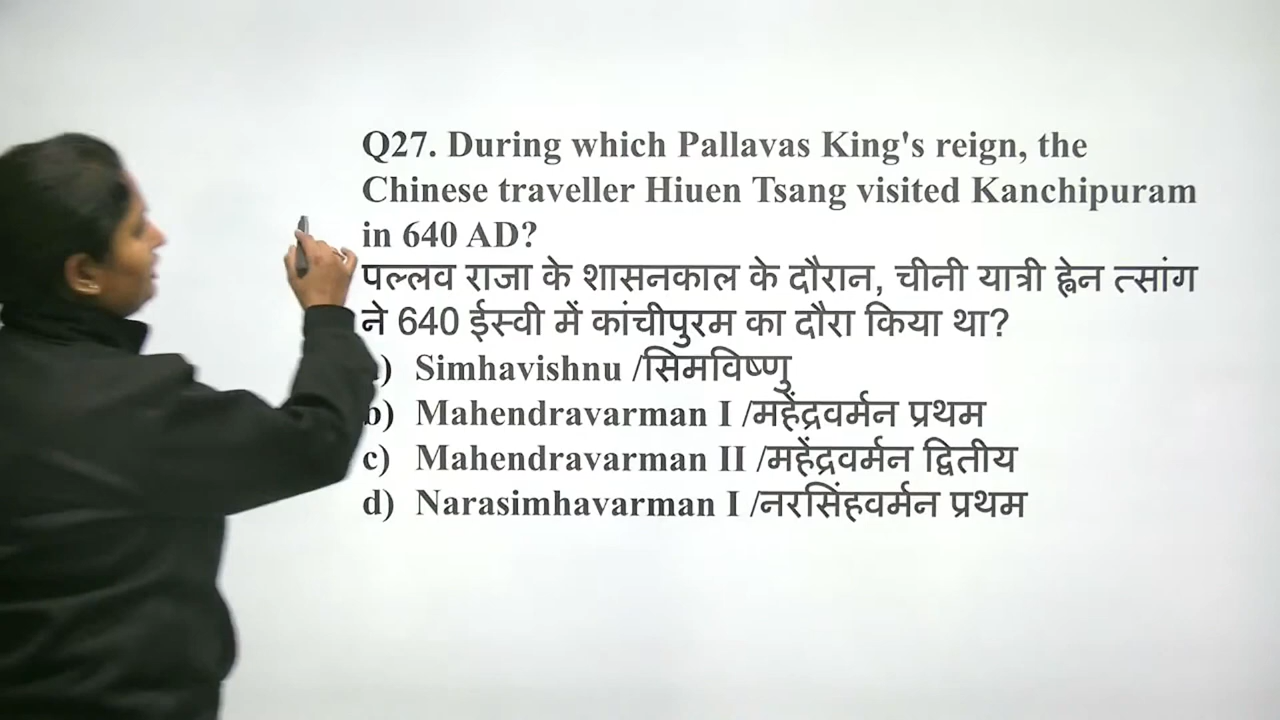 Q27. During which Pallavas King's reign, the
Chinese traveller Hiuen Tsang visited Kanchipuram
in 640 AD?
पल्लव राजा के शासनकाल के दौरान, चीनी यात्री ह्वेन त्सांग
ने 640 ईस्वी में कांचीपुरम का दौरा किया था?
) Simhavishnu /सिमविष्णु
b) Mahendravarman I /महेंद्रवर्मन प्रथम
c) Mahendravarman II /महेंद्रवर्मन द्वितीय
d) Narasimhavarman I /नरसिंहवर्मन प्रथम